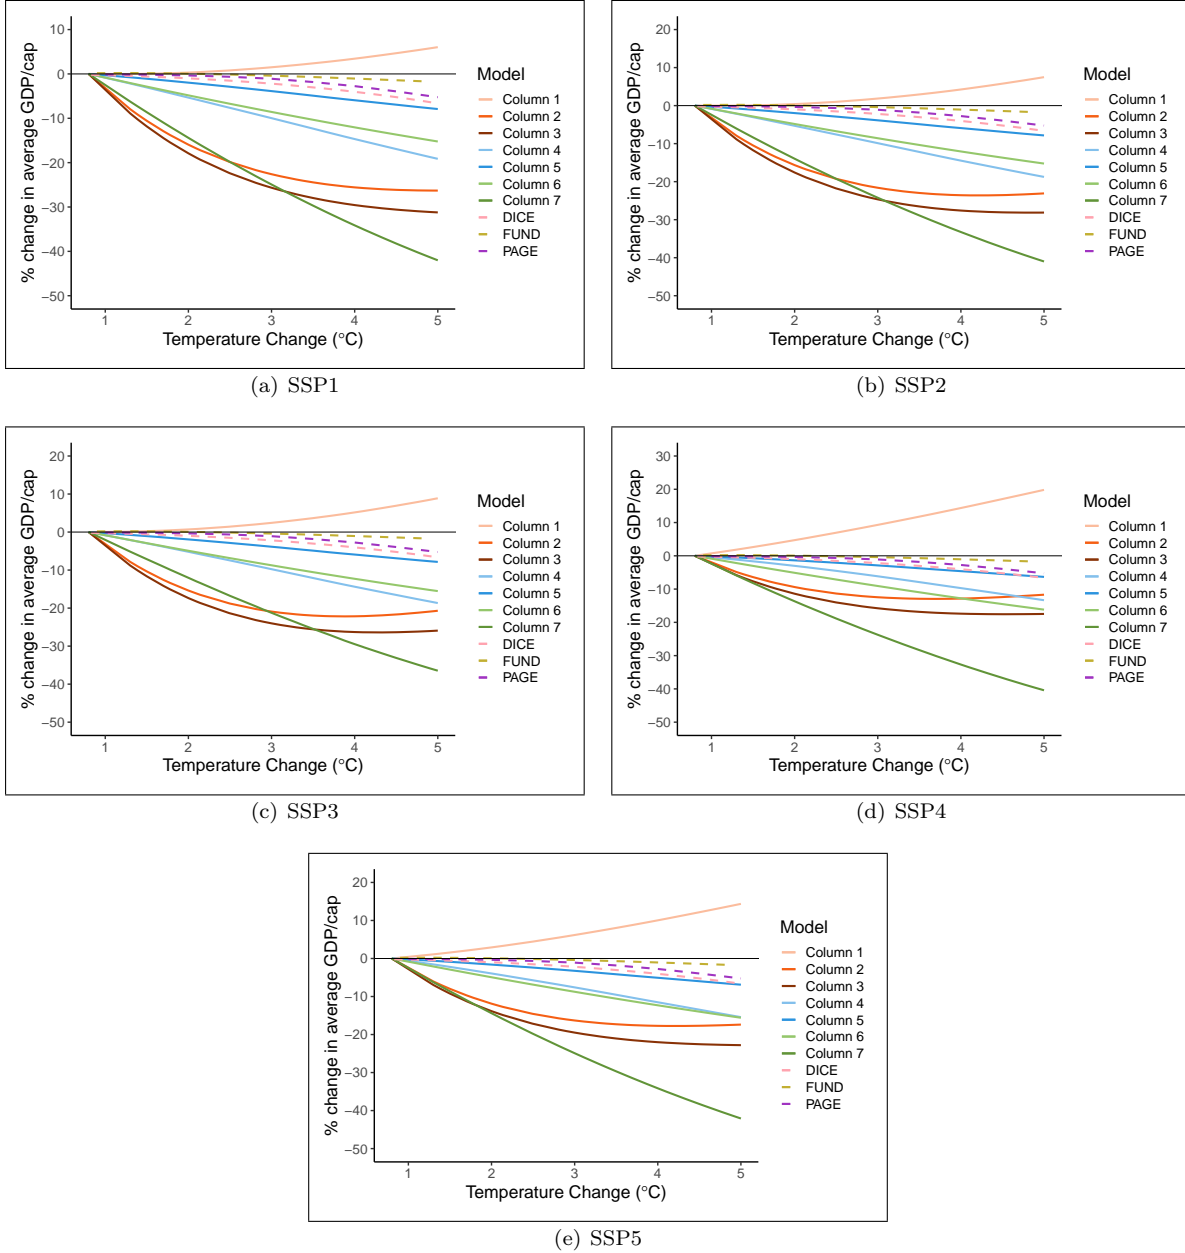 % change in average GDP/cap
10
0
−10
−20
−30
−40
−50
1 2 3 4 5
Temperature Change (°C)
Model
Column 1
Column 2
Column 3
Column 4
Column 5
Column 6
Column 7
DICE
FUND
PAGE
(a) SSP1
% change in average GDP/cap
20
10
0
−10
−20
−30
−40
−50
1 2 3 4 5
Temperature Change (°C)
Model
Column 1
Column 2
Column 3
Column 4
Column 5
Column 6
Column 7
DICE
FUND
PAGE
(b) SSP2
% change in average GDP/cap
20
10
0
−10
−20
−30
−40
−50
1 2 3 4 5
Temperature Change (°C)
Model
Column 1
Column 2
Column 3
Column 4
Column 5
Column 6
Column 7
DICE
FUND
PAGE
(c) SSP3
% change in average GDP/cap
30
20
10
0
−10
−20
−30
−40
−50
1 2 3 4 5
Temperature Change (°C)
Model
Column 1
Column 2
Column 3
Column 4
Column 5
Column 6
Column 7
DICE
FUND
PAGE
(d) SSP4
% change in average GDP/cap
20
10
0
−10
−20
−30
−40
−50
1 2 3 4 5
Temperature Change (°C)
Model
Column 1
Column 2
Column 3
Column 4
Column 5
Column 6
Column 7
DICE
FUND
PAGE
(e) SSP5